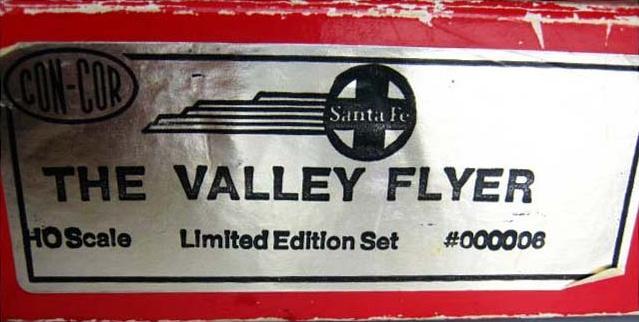 CON-COR
Santa Fe
THE VALLEY FLYER
HO Scale Limited Edition Set #000006